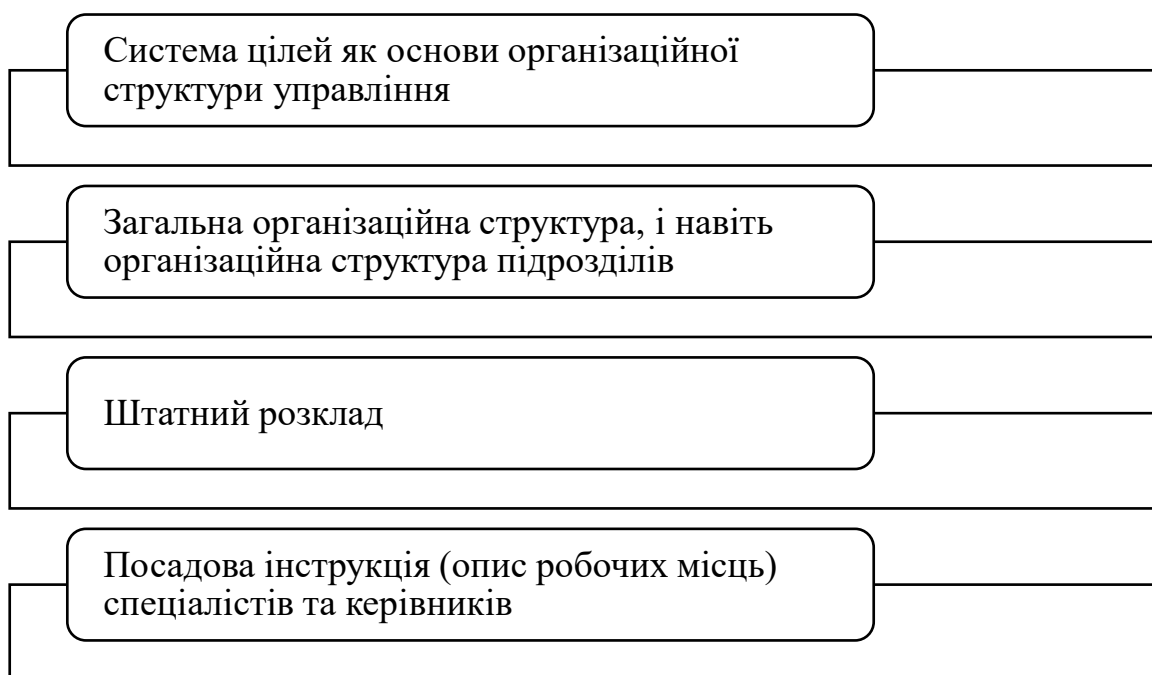 Система цілей як основи організаційної
структури управління
Загальна організаційна структура, і навіть
організаційна структура підрозділів
Штатний розклад
Посадова інструкція (опис робочих місць)
спеціалістів та керівників